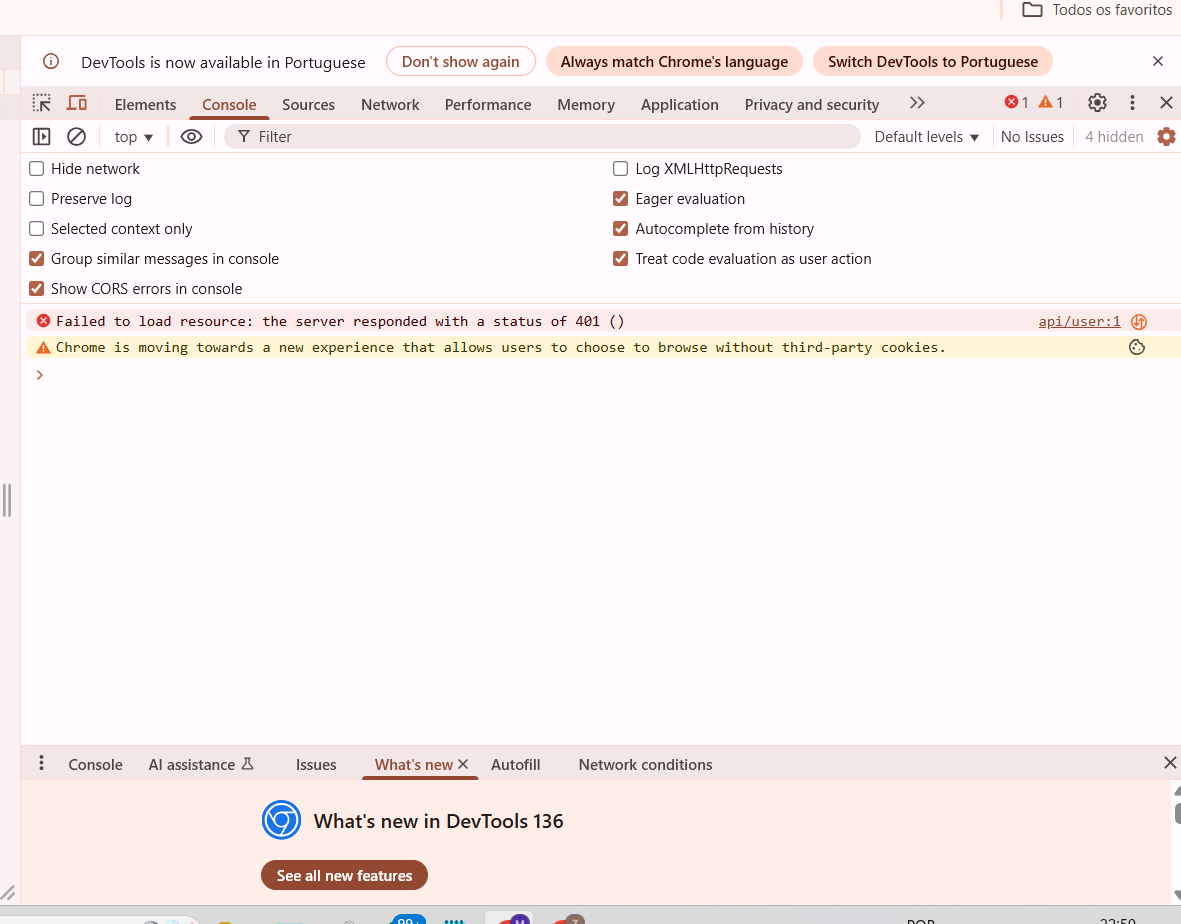 Todos os favoritos
DevTools is now available in Portuguese Don't show again Always match Chrome's language Switch DevTools to Portuguese
Elements Console Sources Network Performance Memory Application Privacy and security 1 1
top Filter Default levels No Issues 4 hidden
Hide network Log XMLHttpRequests
Preserve log Eager evaluation
Selected context only Autocomplete from history
Group similar messages in console Treat code evaluation as user action
Show CORS errors in console
Failed to load resource: the server responded with a status of 401 () api/user:1
Chrome is moving towards a new experience that allows users to choose to browse without third-party cookies.
Console AI assistance Issues What's new Autofill Network conditions
What's new in DevTools 136
See all new features
99+ POR